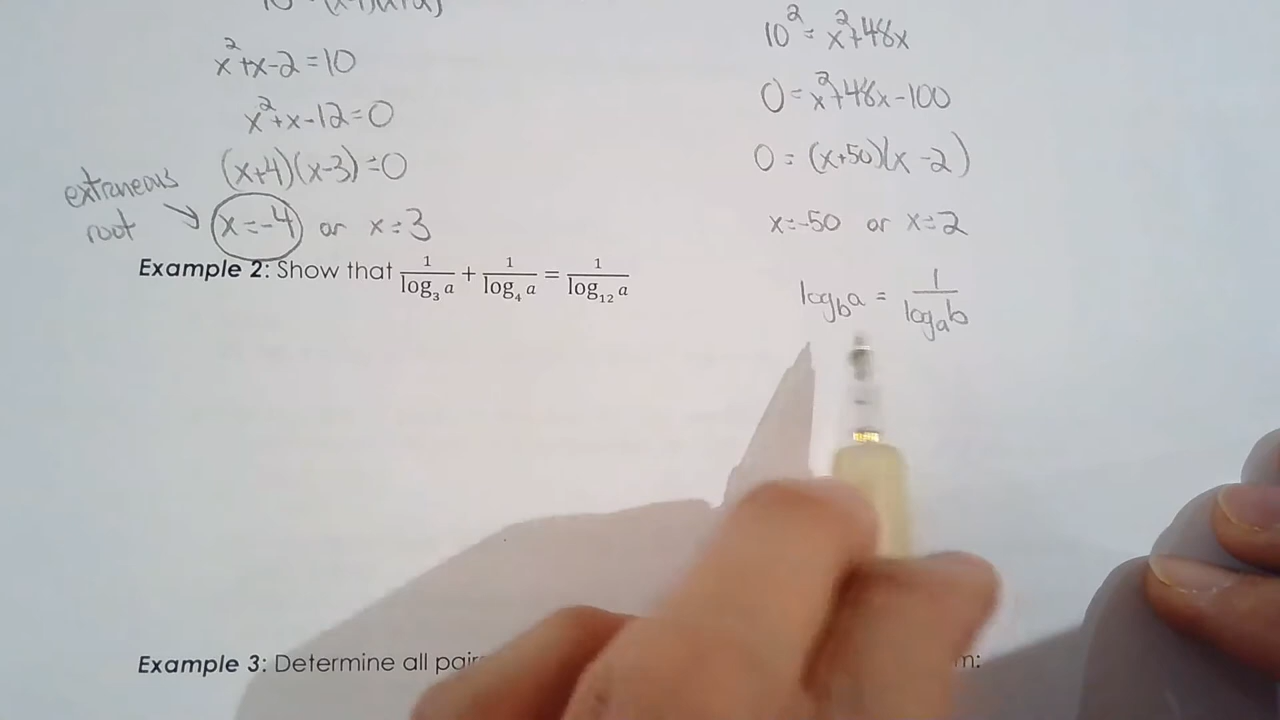 x²+x-2=10
x²+x-12=0
(x+4)(x-3)=0
extraneous root
x=-4 or x=3
10²=x²+48x
0=x²+48x-100
0=(x+50)(x-2)
x=-50 or x=2
Example 2: Show that 1/log₃ a + 1/log₄ a = 1/log₁₂ a
log_b a = 1/log_a b
Example 3: Determine all